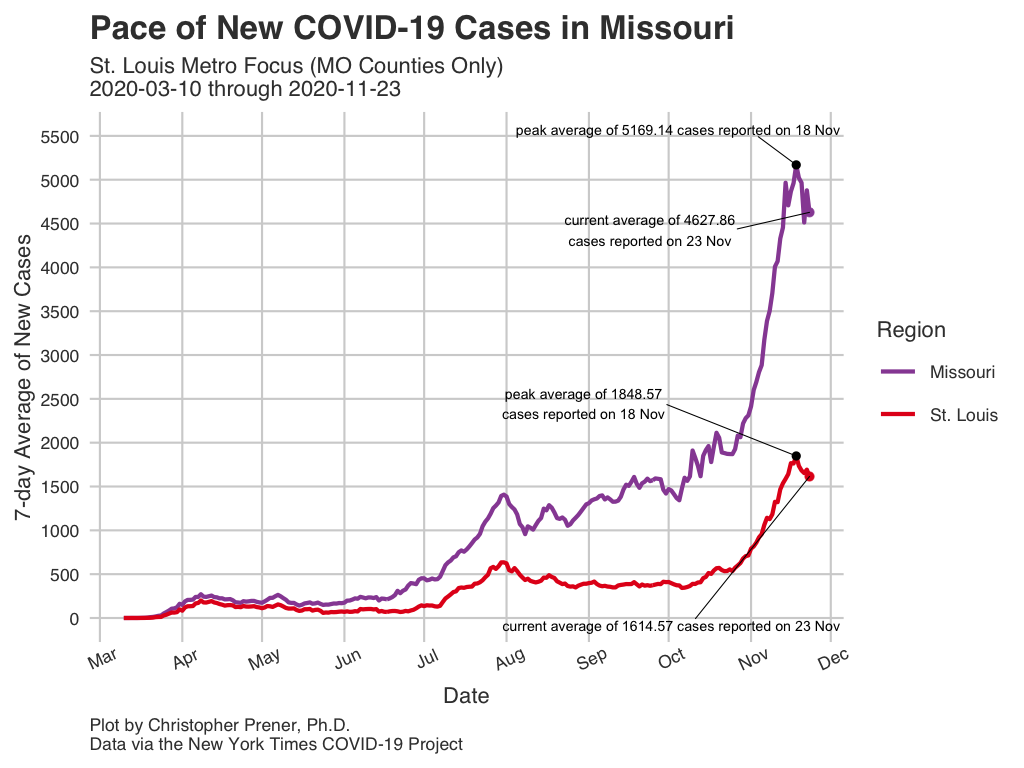 Pace of New COVID-19 Cases in Missouri
St. Louis Metro Focus (MO Counties Only)
2020-03-10 through 2020-11-23
7-day Average of New Cases
5500
5000
4500
4000
3500
3000
2500
2000
1500
1000
500
0
peak average of 5169.14 cases reported on 18 Nov
current average of 4627.86
cases reported on 23 Nov
peak average of 1848.57
cases reported on 18 Nov
current average of 1614.57 cases reported on 23 Nov
Region
Missouri
St. Louis
Mar
Apr
May
Jun
Jul
Aug
Sep
Oct
Nov
Dec
Date
Plot by Christopher Prener, Ph.D.
Data via the New York Times COVID-19 Project